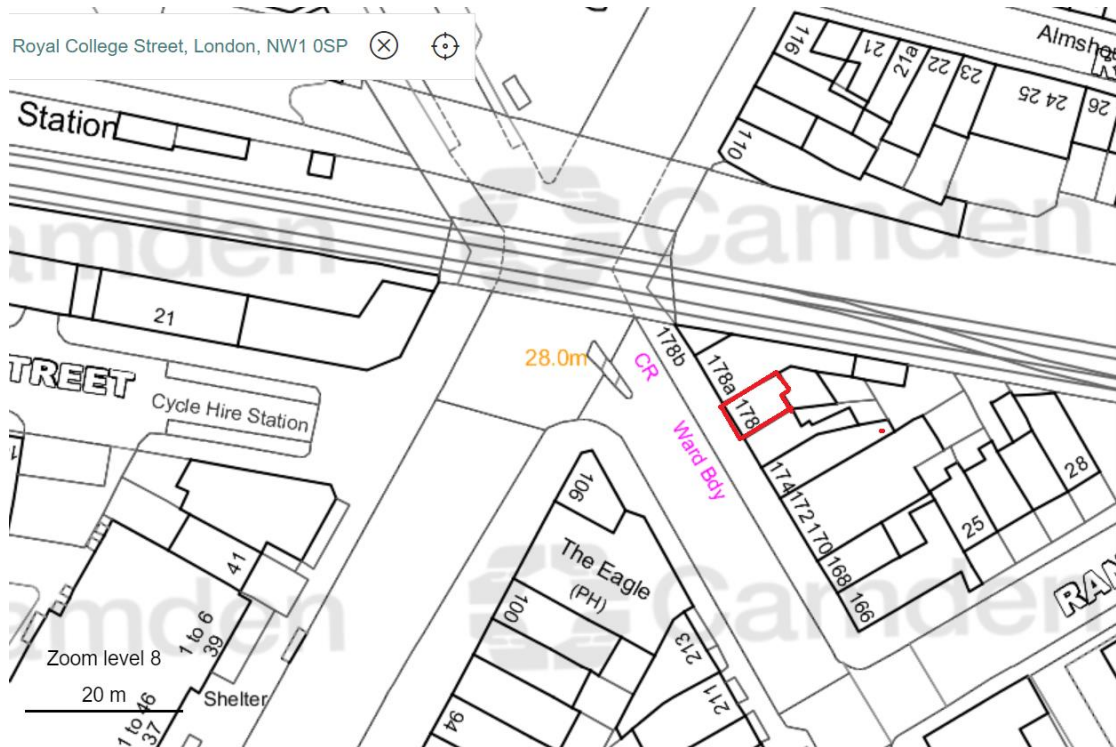 Royal College Street, London, NW1 0SP
116
21
21a
22
23
24 25
26
110
Station
Camden
amden
21
TREET
Cycle Hire Station
28.0m
CR
Ward Bdy
178b
178a
178
174
172
170
168
166
28
25
106
The Eagle
(PH)
100
94
213
211
41
1 to 6
39
Camden
amden
Zoom level 8
20 m
Shelter
1 to 46
37